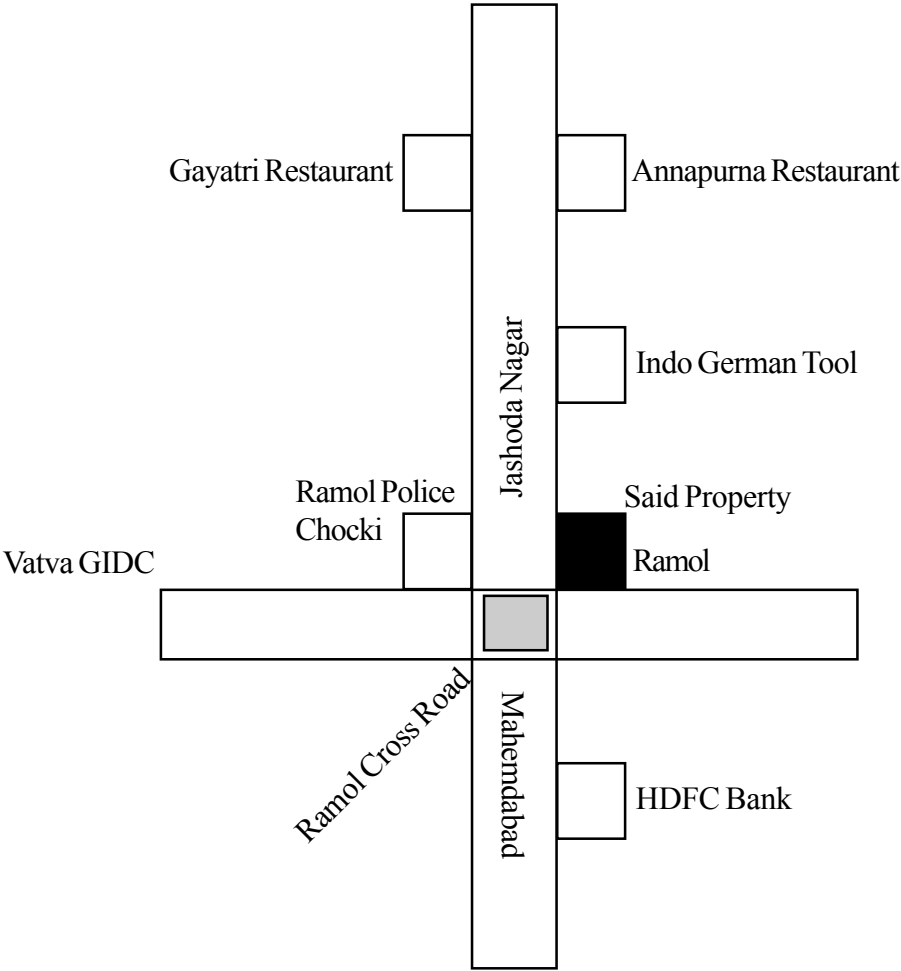 Gayatri Restaurant
Annapurna Restaurant
Jashoda Nagar
Indo German Tool
Ramol Police
Chocki
Said Property
Ramol
Vatva GIDC
Ramol Cross Road
Mahemdabad
HDFC Bank